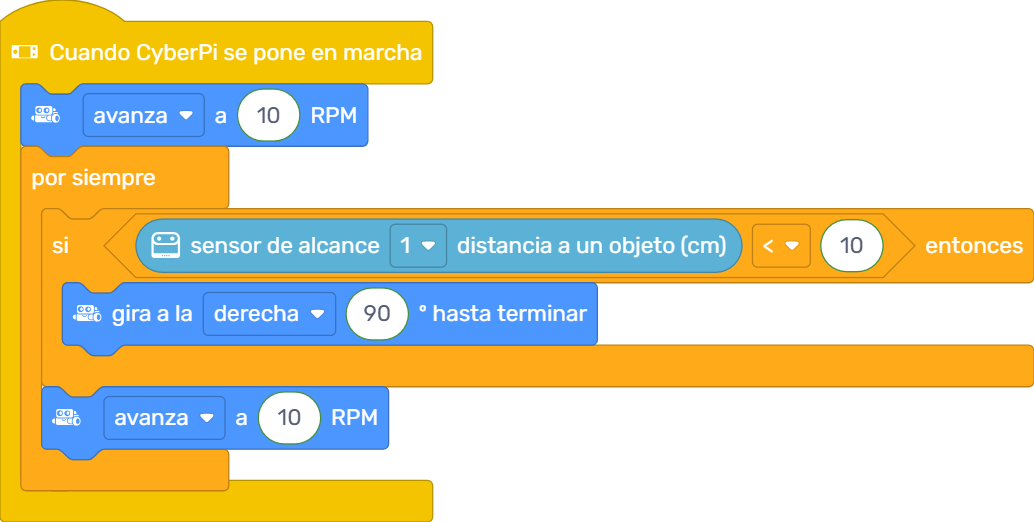 Cuando CyberPi se pone en marcha
avanza a 10 RPM
por siempre
si sensor de alcance 1 distancia a un objeto (cm) < 10 entonces
gira a la derecha 90 ° hasta terminar
avanza a 10 RPM